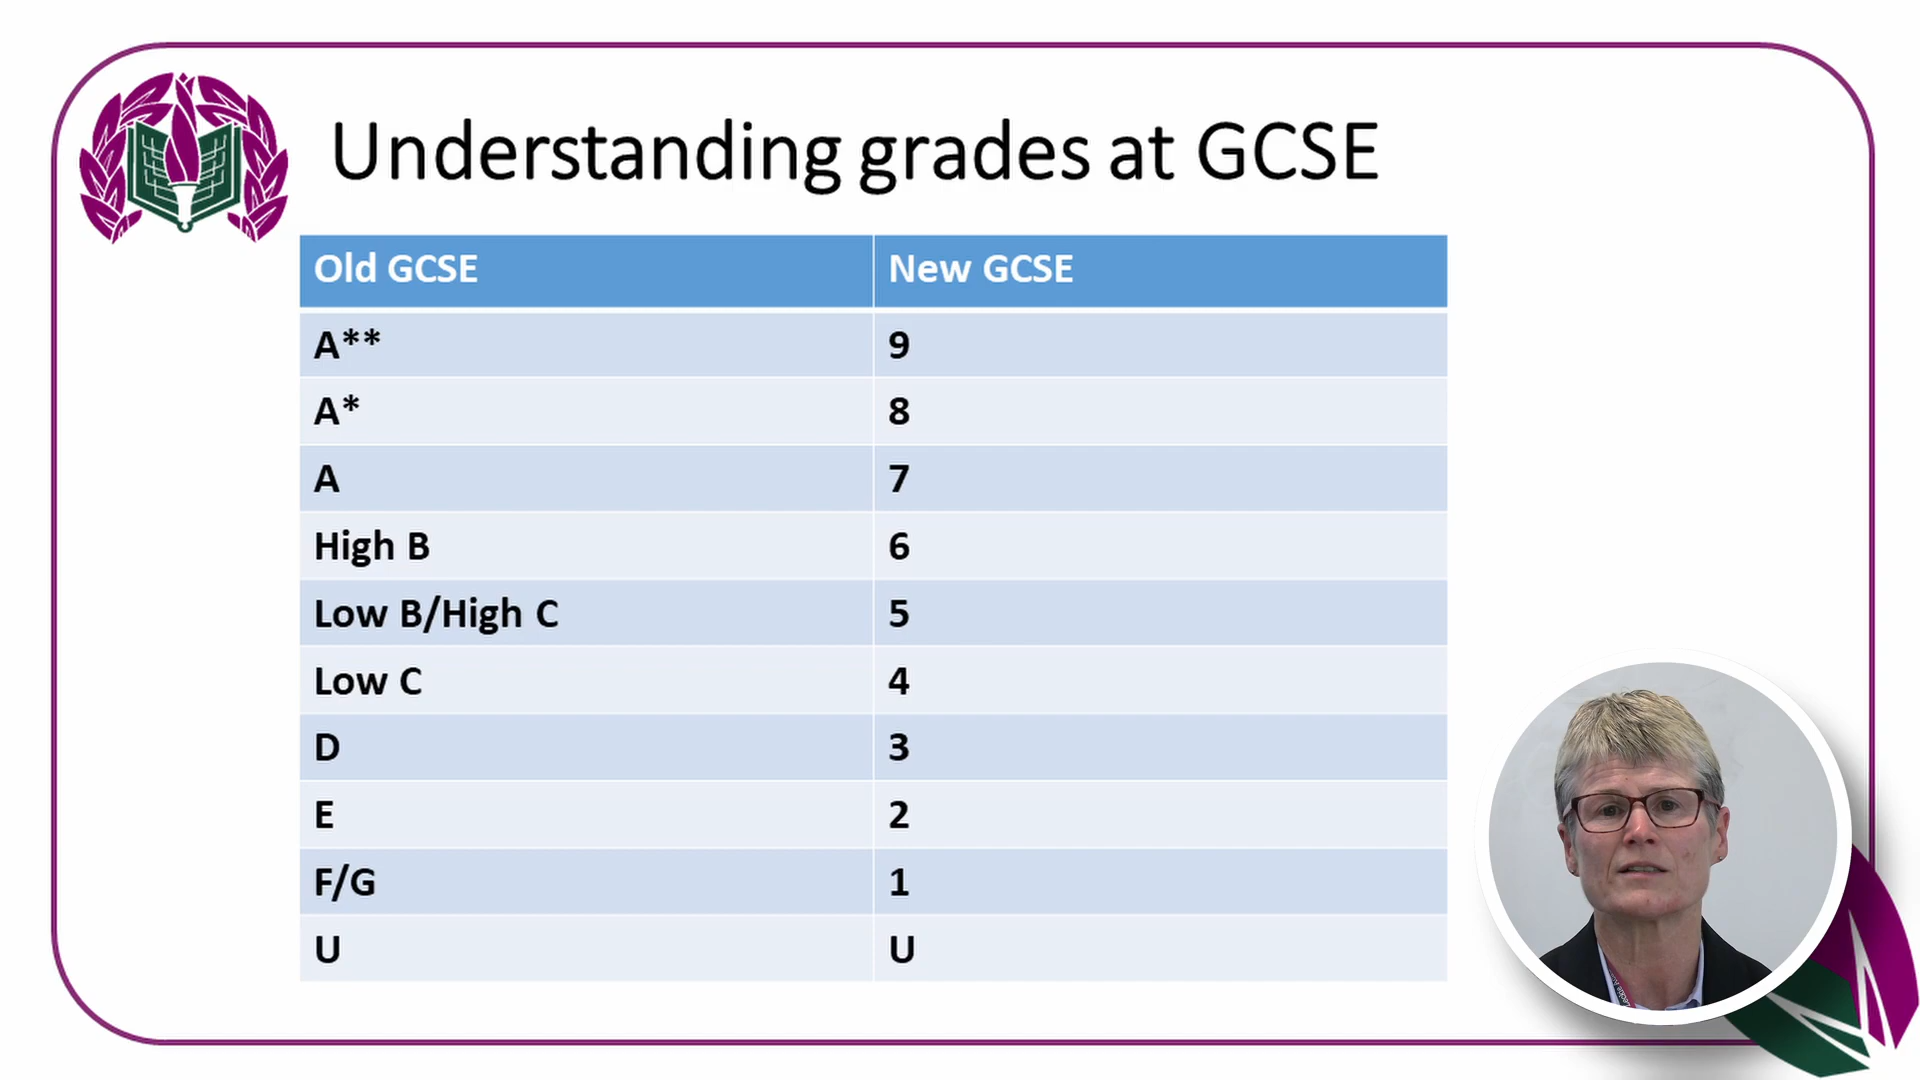 Understanding grades at GCSE
Old GCSE New GCSE
A** 9
A* 8
A 7
High B 6
Low B/High C 5
Low C 4
D 3
E 2
F/G 1
U U